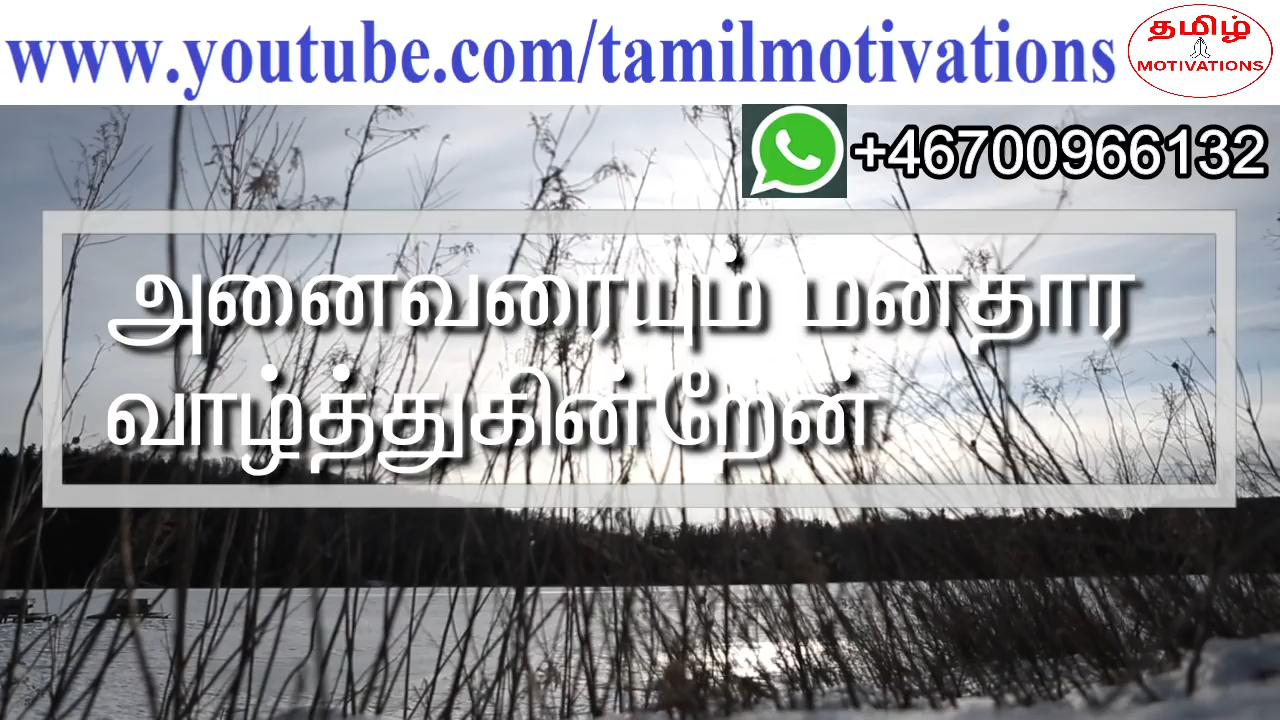 www.youtube.com/tamilmotivations
தமிழ்
MOTIVATIONS
+46700966132
அனைவரையும் மனதார
வாழ்த்துகின்றேன்